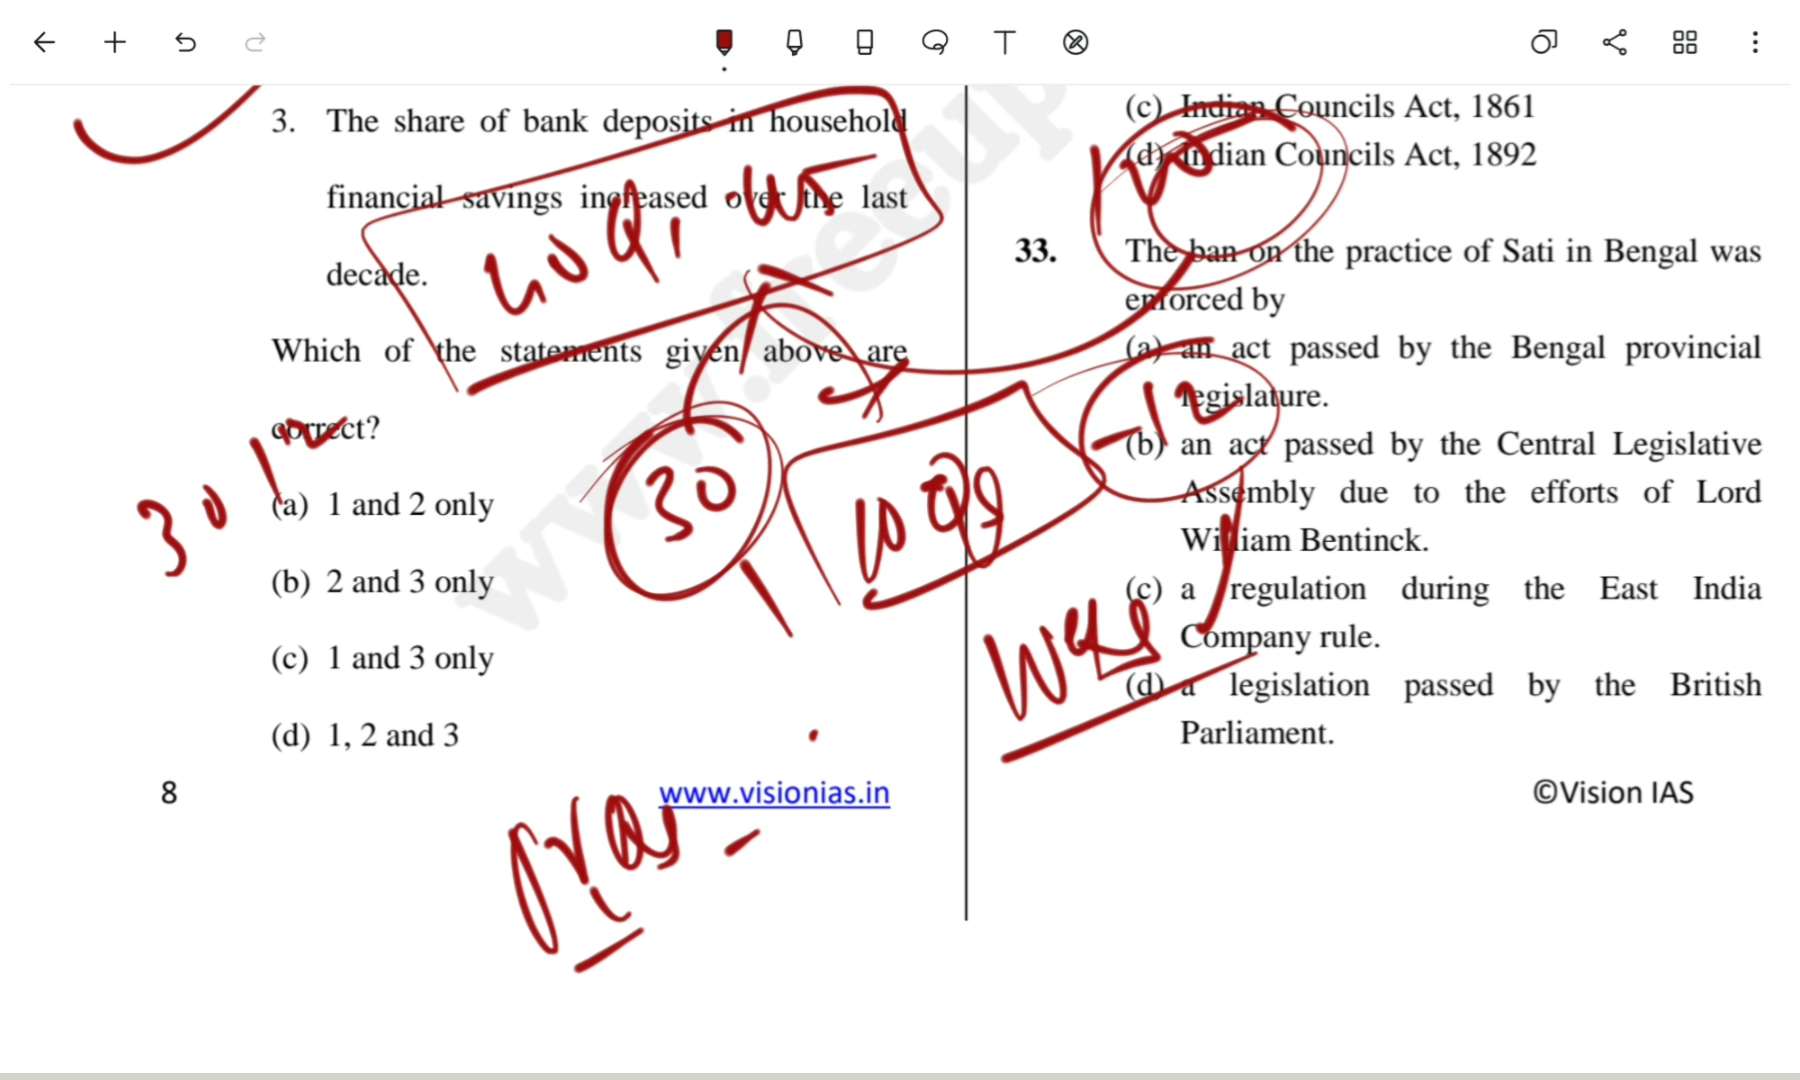 3. The share of bank deposits in household
financial savings increased over the last
decade.
Which of the statements given above are
correct?
(a) 1 and 2 only
(b) 2 and 3 only
(c) 1 and 3 only
(d) 1, 2 and 3
30
30 12
(c) Indian Councils Act, 1861
(d) Indian Councils Act, 1892
33. The ban on the practice of Sati in Bengal was
enforced by
(a) an act passed by the Bengal provincial
legislature.
(b) an act passed by the Central Legislative
Assembly due to the efforts of Lord
William Bentinck.
(c) a regulation during the East India
Company rule.
(d) a legislation passed by the British
Parliament.
-12
8 www.visionias.in ©Vision IAS